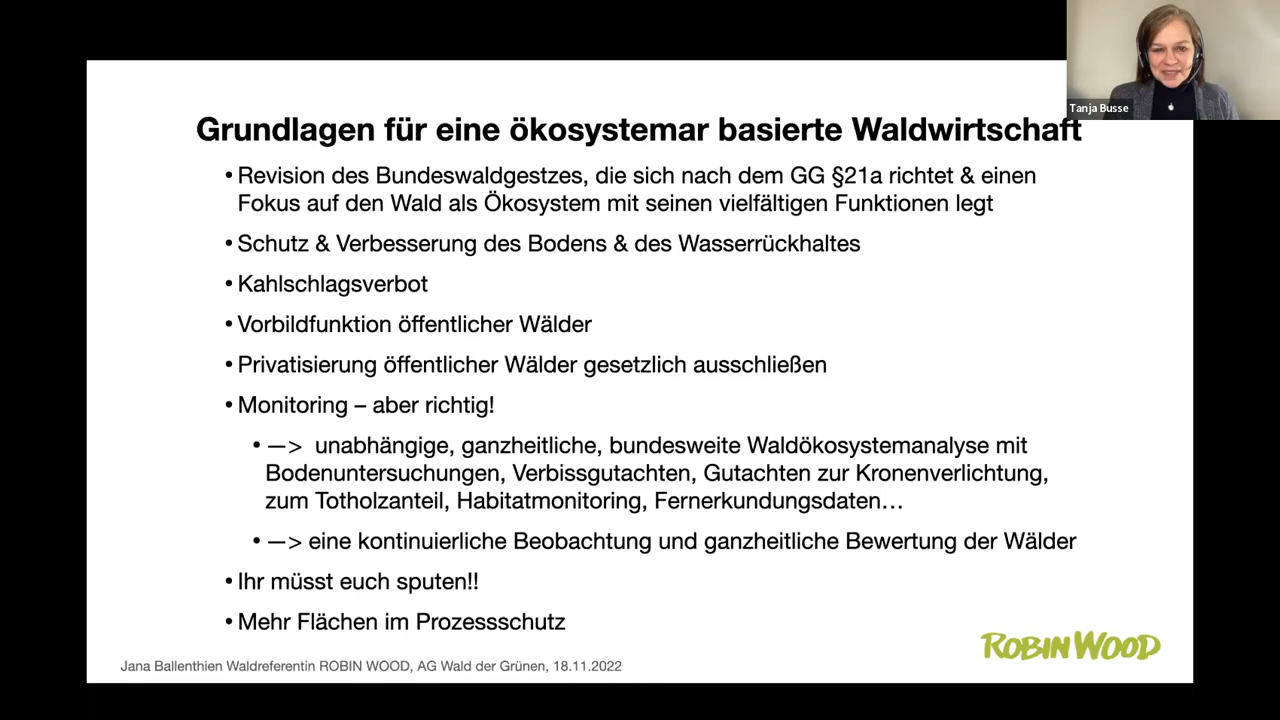 Tanja Busse
Grundlagen für eine ökosystemar basierte Waldwirtschaft
• Revision des Bundeswaldgestzes, die sich nach dem GG §21a richtet & einen
Fokus auf den Wald als Ökosystem mit seinen vielfältigen Funktionen legt
• Schutz & Verbesserung des Bodens & des Wasserrückhaltes
• Kahlschlagsverbot
• Vorbildfunktion öffentlicher Wälder
• Privatisierung öffentlicher Wälder gesetzlich ausschließen
• Monitoring – aber richtig!
• —> unabhängige, ganzheitliche, bundesweite Waldökosystemanalyse mit
Bodenuntersuchungen, Verbissgutachten, Gutachten zur Kronenverlichtung,
zum Totholzanteil, Habitatmonitoring, Fernerkundungsdaten…
• —> eine kontinuierliche Beobachtung und ganzheitliche Bewertung der Wälder
• Ihr müsst euch sputen!!
• Mehr Flächen im Prozessschutz
ROBIN WOOD
Jana Ballenthien Waldreferentin ROBIN WOOD, AG Wald der Grünen, 18.11.2022